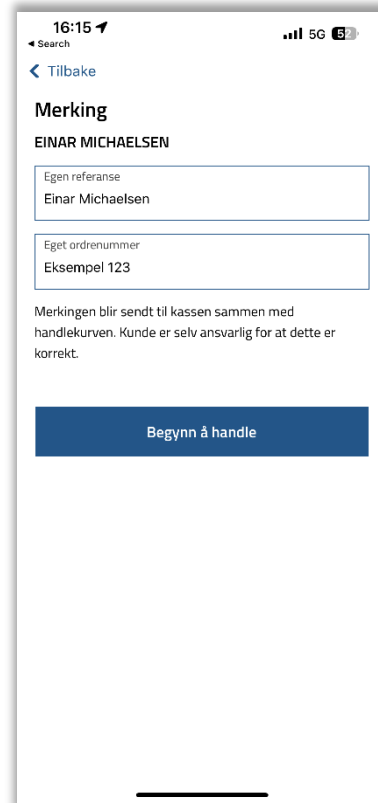 16:15
5G 52
◄ Search
Tilbake
Merking
EINAR MICHAELSEN
Egen referanse
Einar Michaelsen
Eget ordrenummer
Eksempel 123
Merkingen blir sendt til kassen sammen med
handlekurven. Kunde er selv ansvarlig for at dette er
korrekt.
Begynn å handle